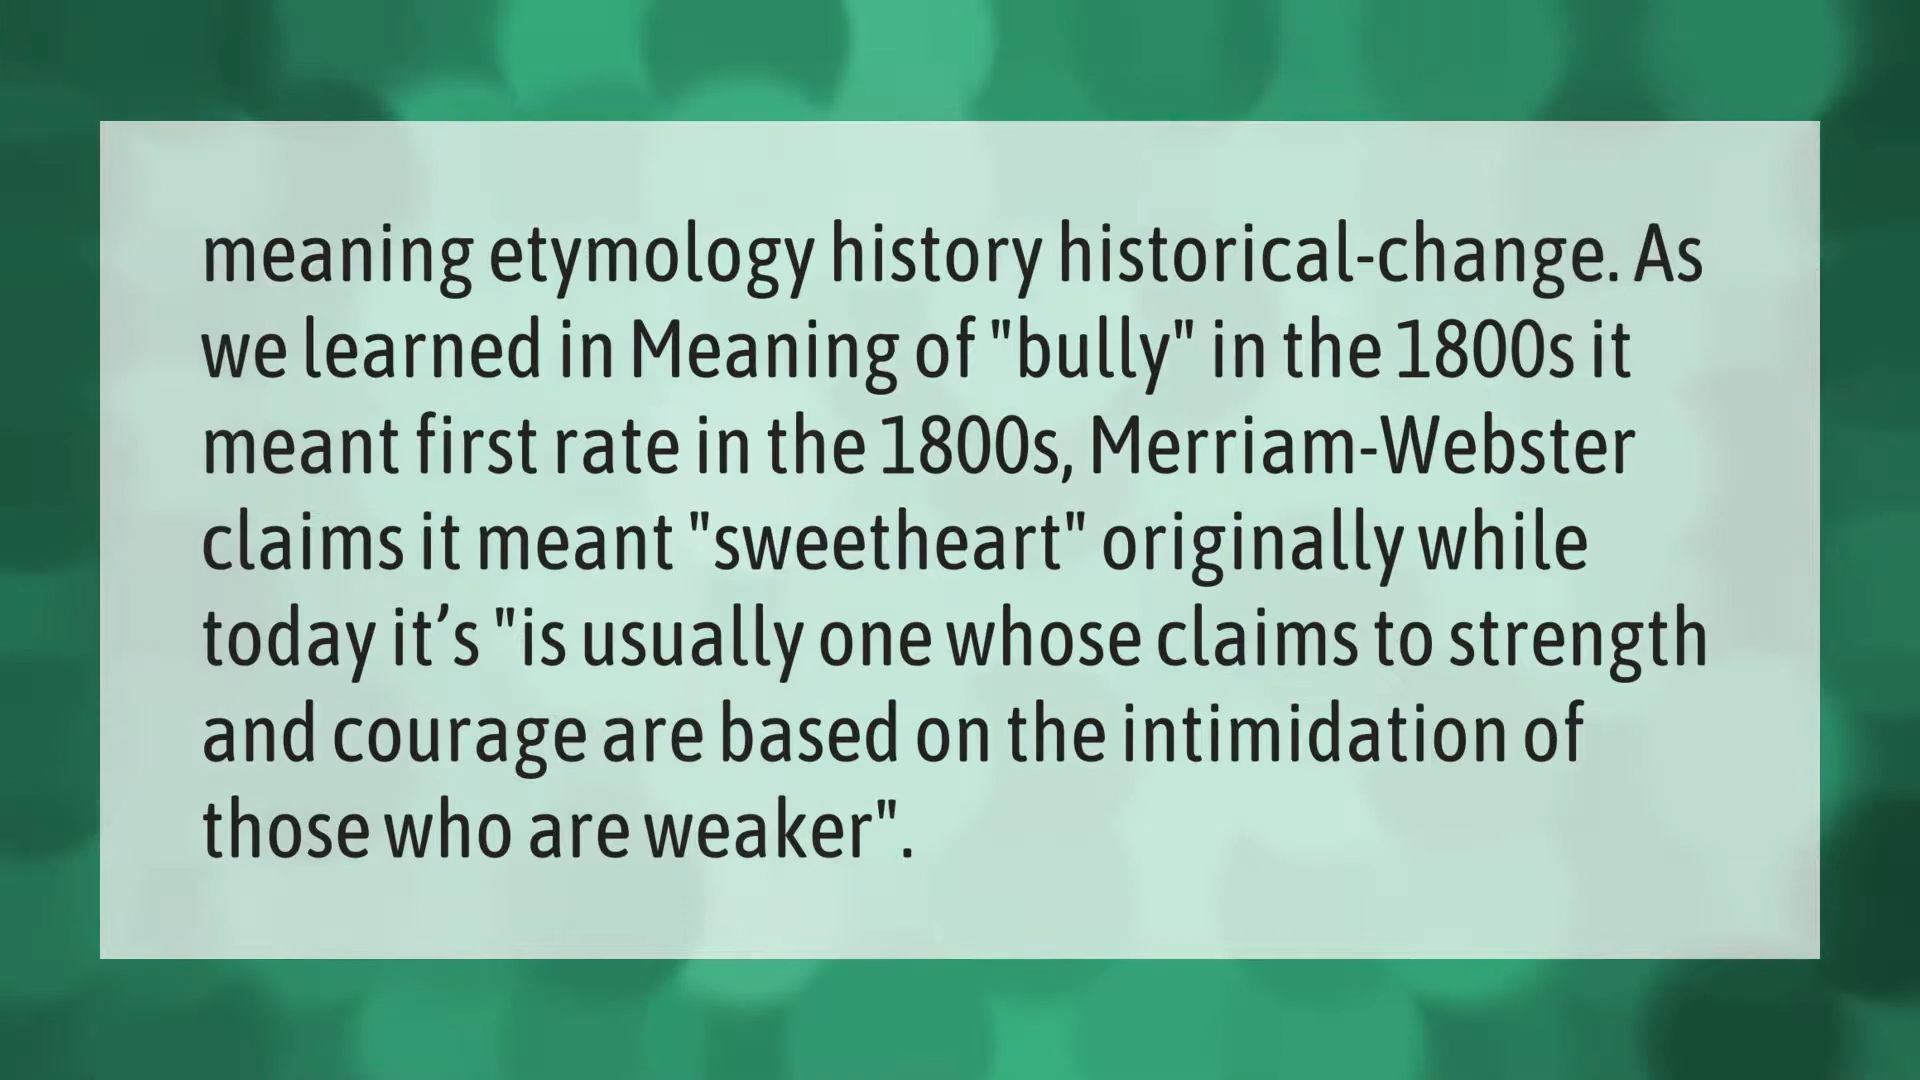 meaning etymology history historical-change. As
we learned in Meaning of "bully" in the 1800s it
meant first rate in the 1800s, Merriam-Webster
claims it meant "sweetheart" originally while
today it’s "is usually one whose claims to strength
and courage are based on the intimidation of
those who are weaker".